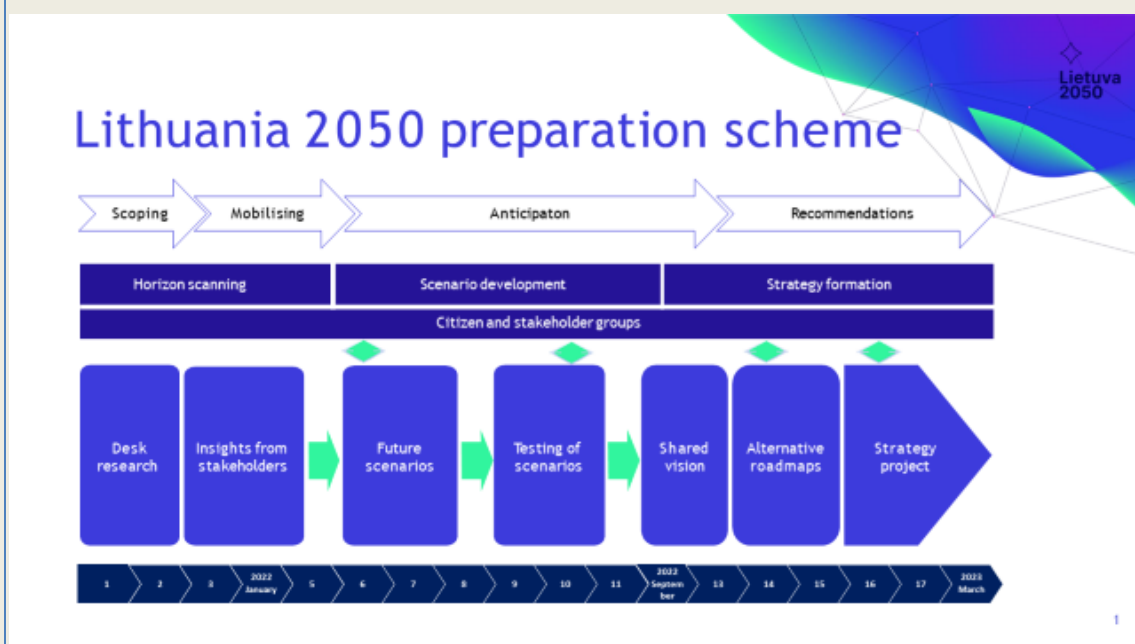 Lietuva
2050
Lithuania 2050 preparation scheme
Scoping
Mobilising
Anticipaton
Recommendations
Horizon scanning
Scenario development
Strategy formation
Citizen and stakeholder groups
Desk
research
Insights from
stakeholders
Future
scenarios
Testing of
scenarios
Shared
vision
Alternative
roadmaps
Strategy
project
1
2
3
2022
January
5
6
7
8
9
10
11
2022
Septem
ber
13
14
15
16
17
2023
March
1